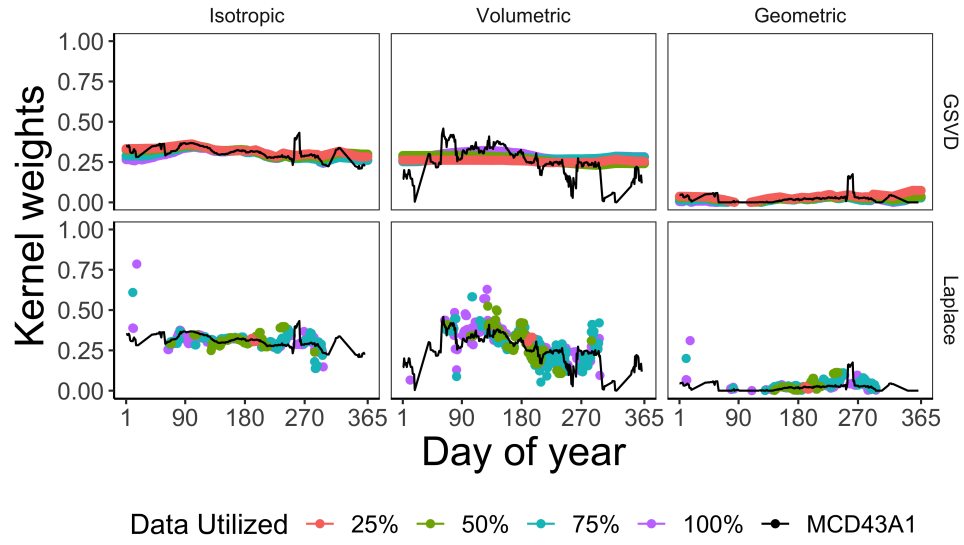 Isotropic Volumetric Geometric
Kernel weights
1.00
0.75
0.50
0.25
0.00
GSVD
1.00
0.75
0.50
0.25
0.00
Laplace
1 90 180 270 365 1 90 180 270 365 1 90 180 270 365
Day of year
Data Utilized 25% 50% 75% 100% MCD43A1